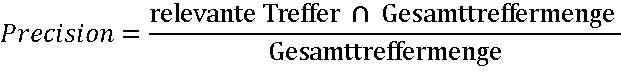 Precision = relevante Treffer ∩ Gesamttreffermenge
Gesamttreffermenge